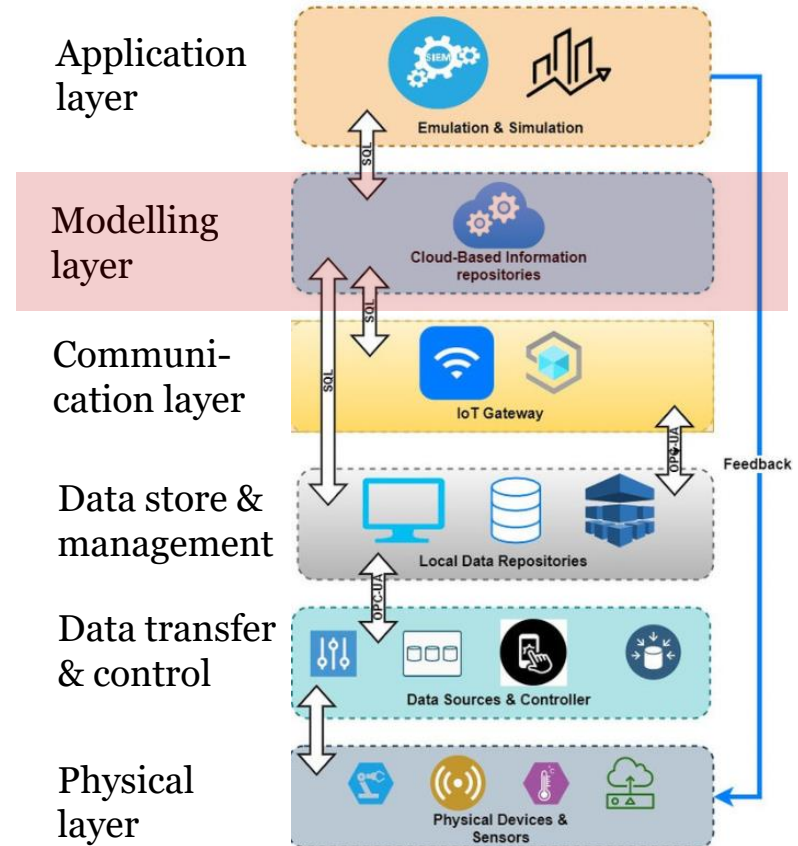 Application
layer
SIEM
Emulation & Simulation
SQL
Modelling
layer
Cloud-Based Information
repositories
SQL
SQL
Communi-
cation layer
IoT Gateway
OPC-UA
Feedback
Data store &
management
Local Data Repositories
OPC-UA
Data transfer
& control
Data Sources & Controller
Physical
layer
°C
Physical Devices &
Sensors